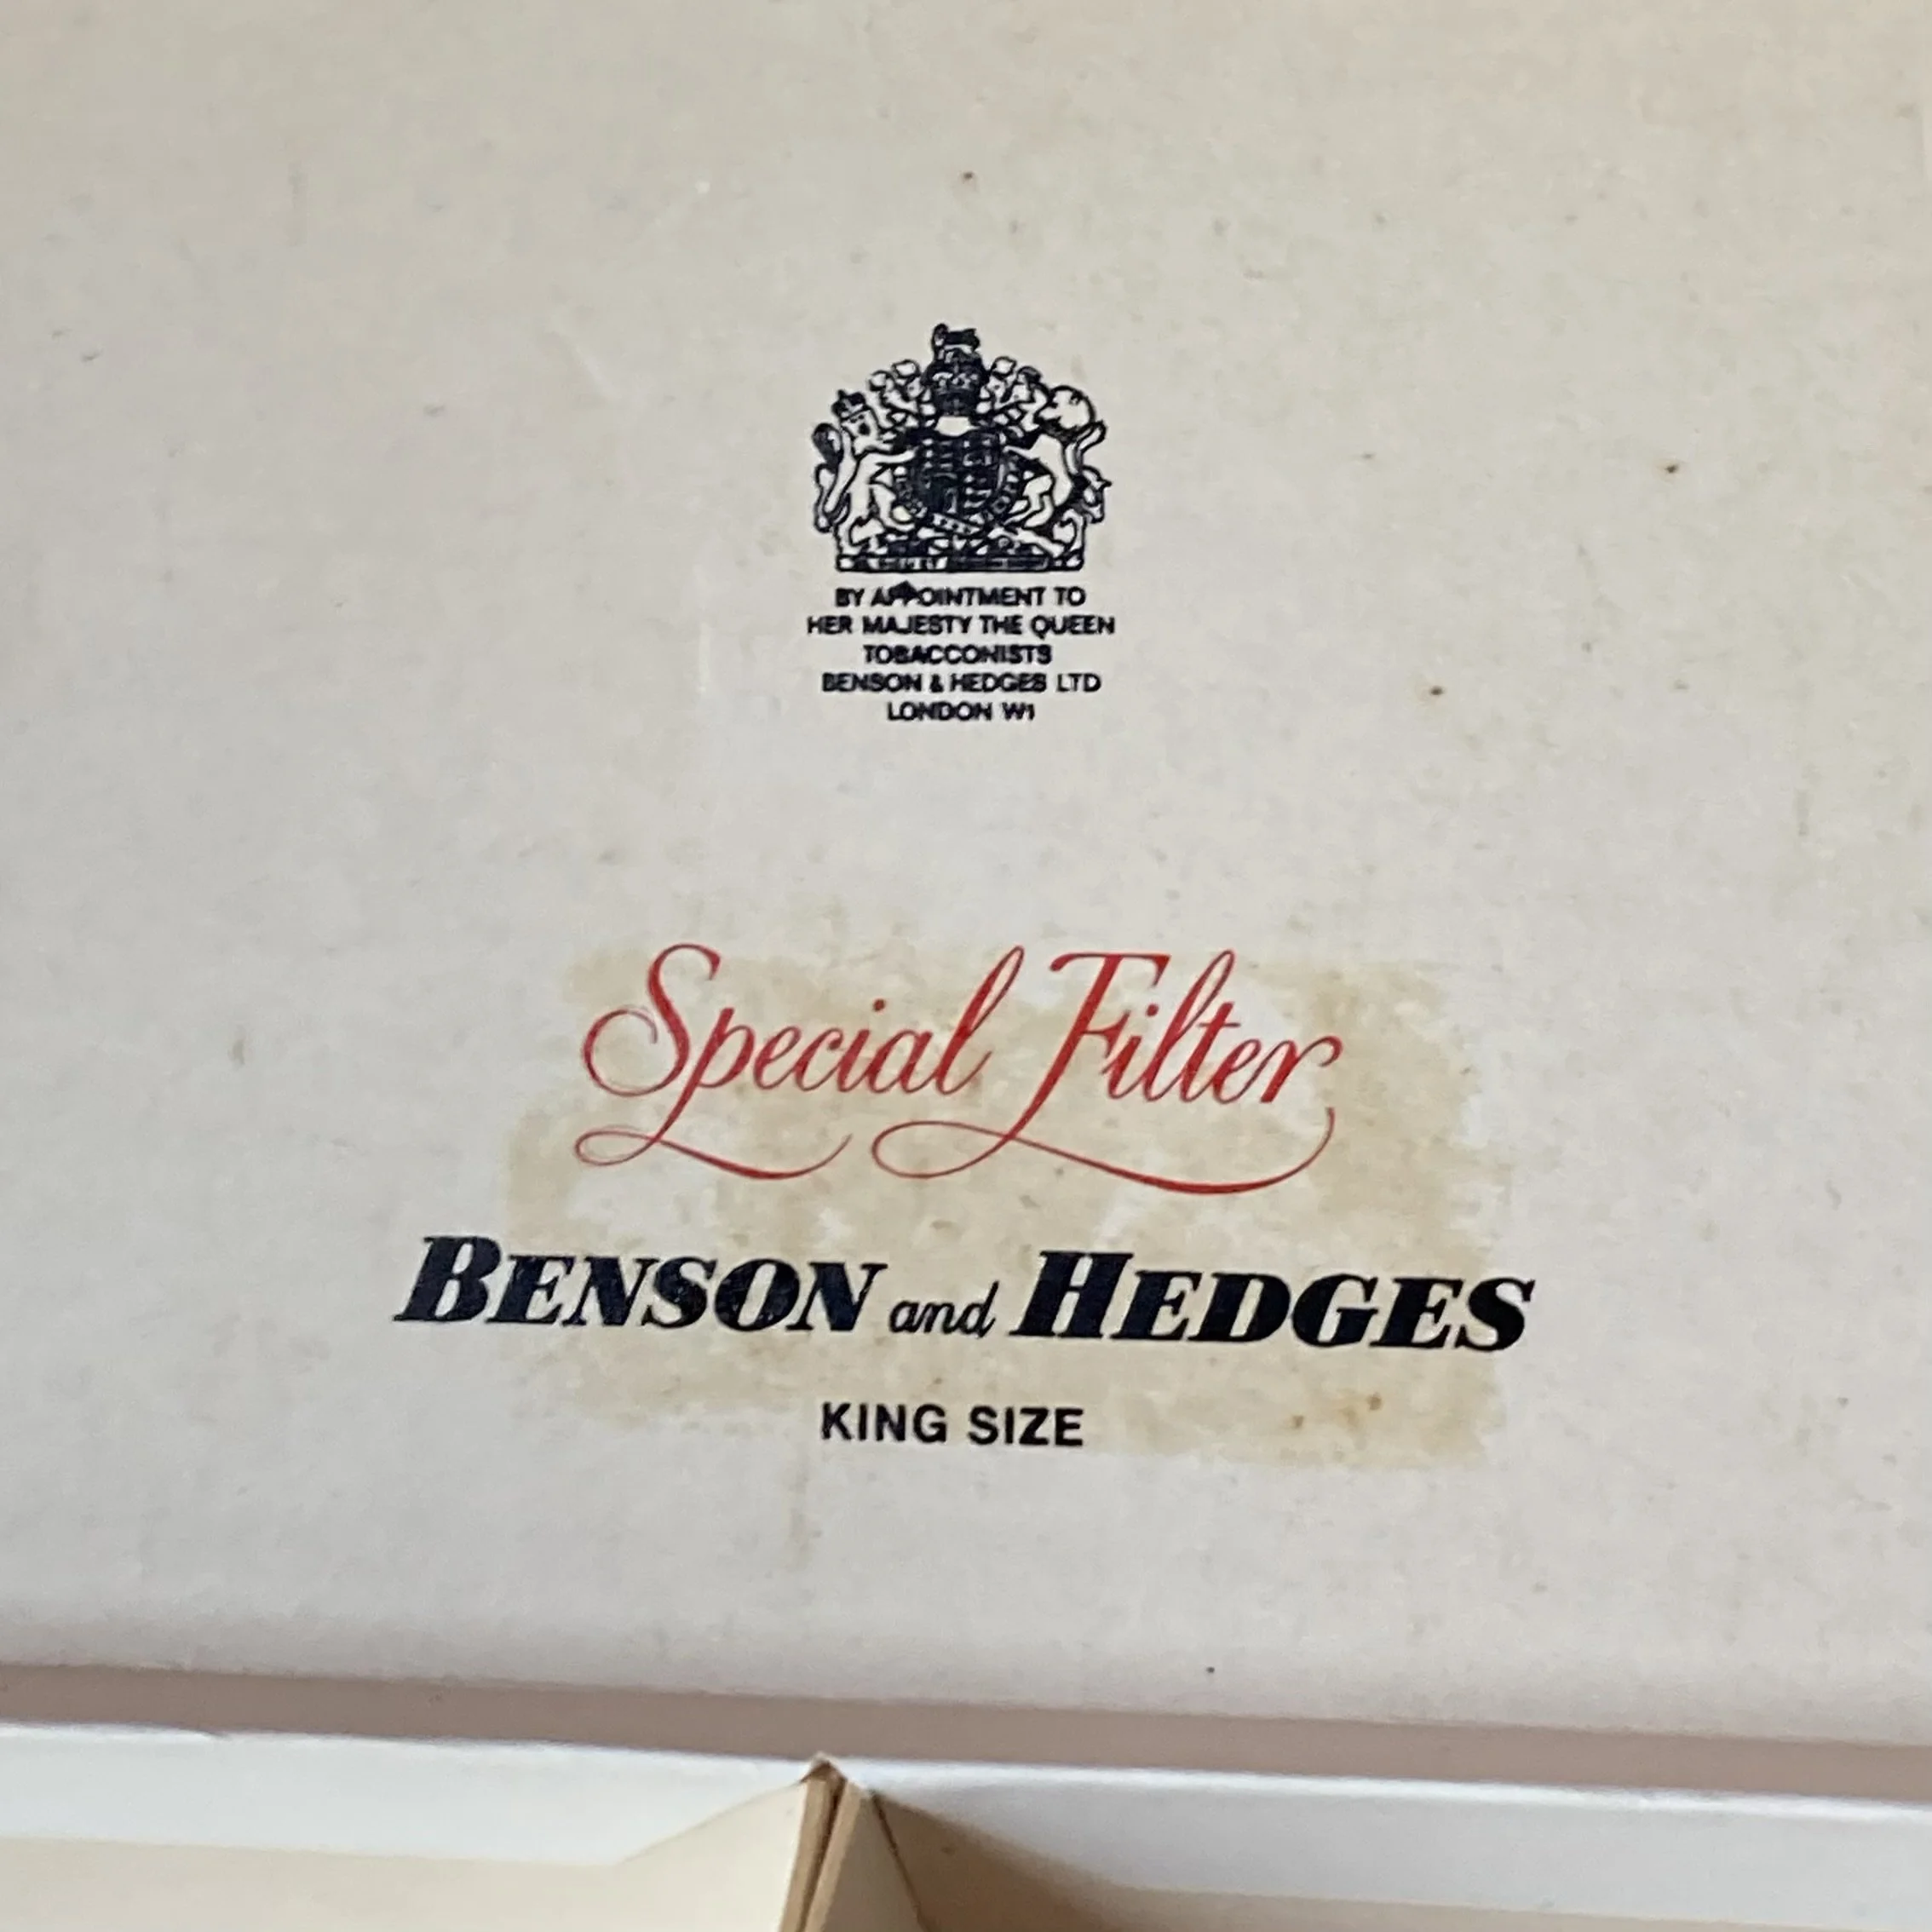 BY APPOINTMENT TO
HER MAJESTY THE QUEEN
TOBACCONISTS
BENSON & HEDGES LTD
LONDON W1
Special Filter
BENSON and HEDGES
KING SIZE